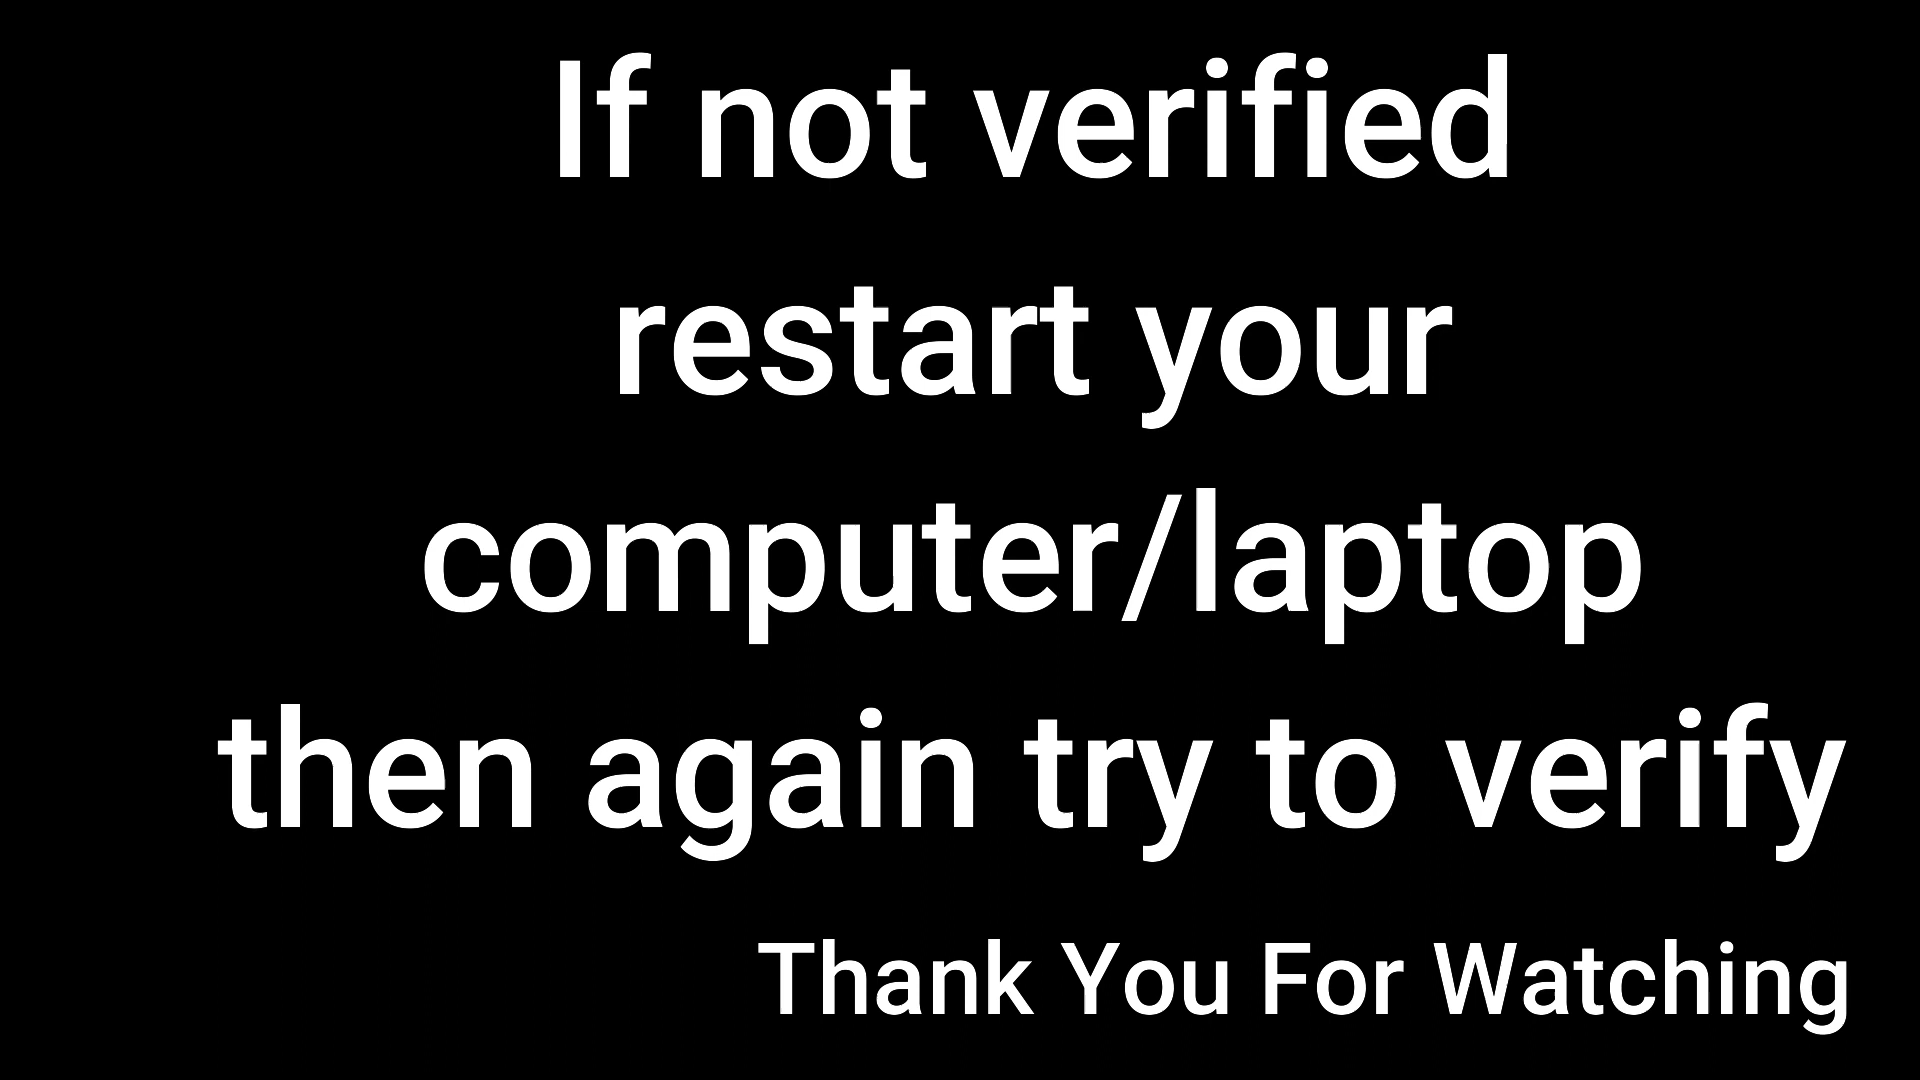 If not verified
restart your
computer/laptop
then again try to verify
Thank You For Watching